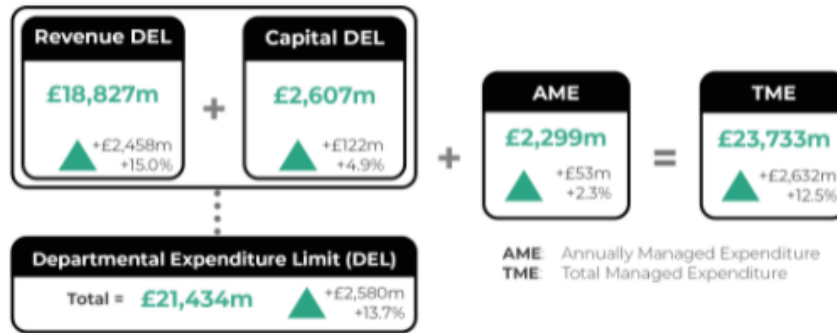 Revenue DEL
£18,827m
+£2,458m
+15.0%
+
Capital DEL
£2,607m
+£122m
+4.9%
+
AME
£2,299m
+£53m
+2.3%
=
TME
£23,733m
+£2,632m
+12.5%
Departmental Expenditure Limit (DEL)
Total = £21,434m
+£2,580m
+13.7%
AME: Annually Managed Expenditure
TME: Total Managed Expenditure